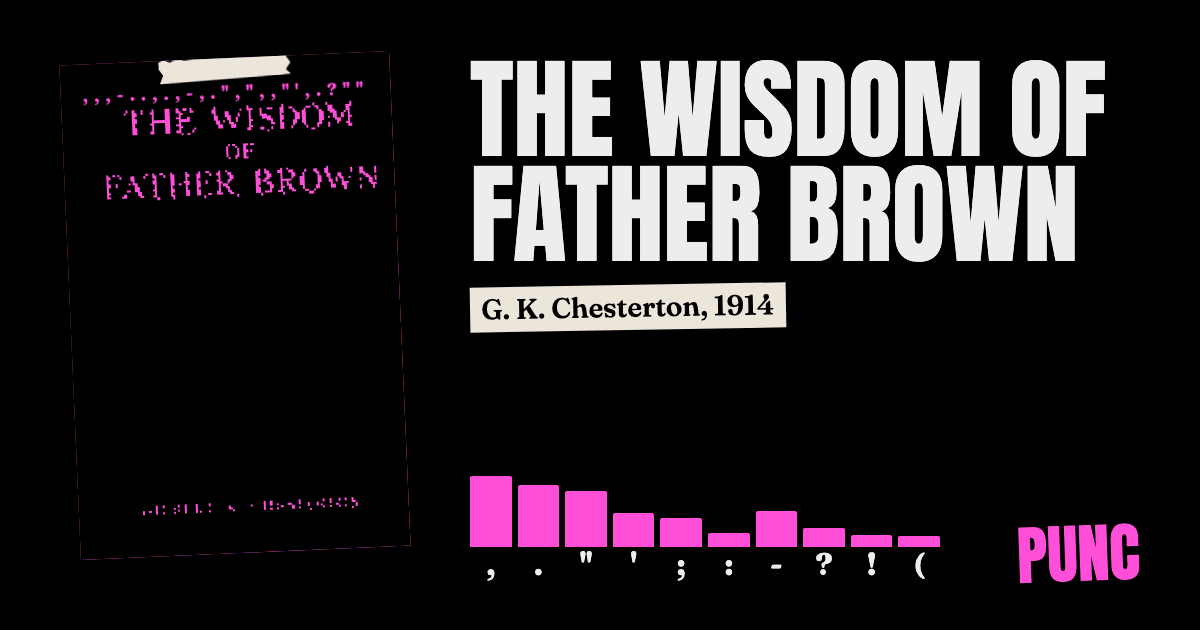 ,,,-..,.,-,.",",,"',.?""
THE WISDOM
OF
FATHER BROWN
THE WISDOM OF
FATHER BROWN
G. K. Chesterton, 1914
, . " ' ; : - ? ! (
PUNC